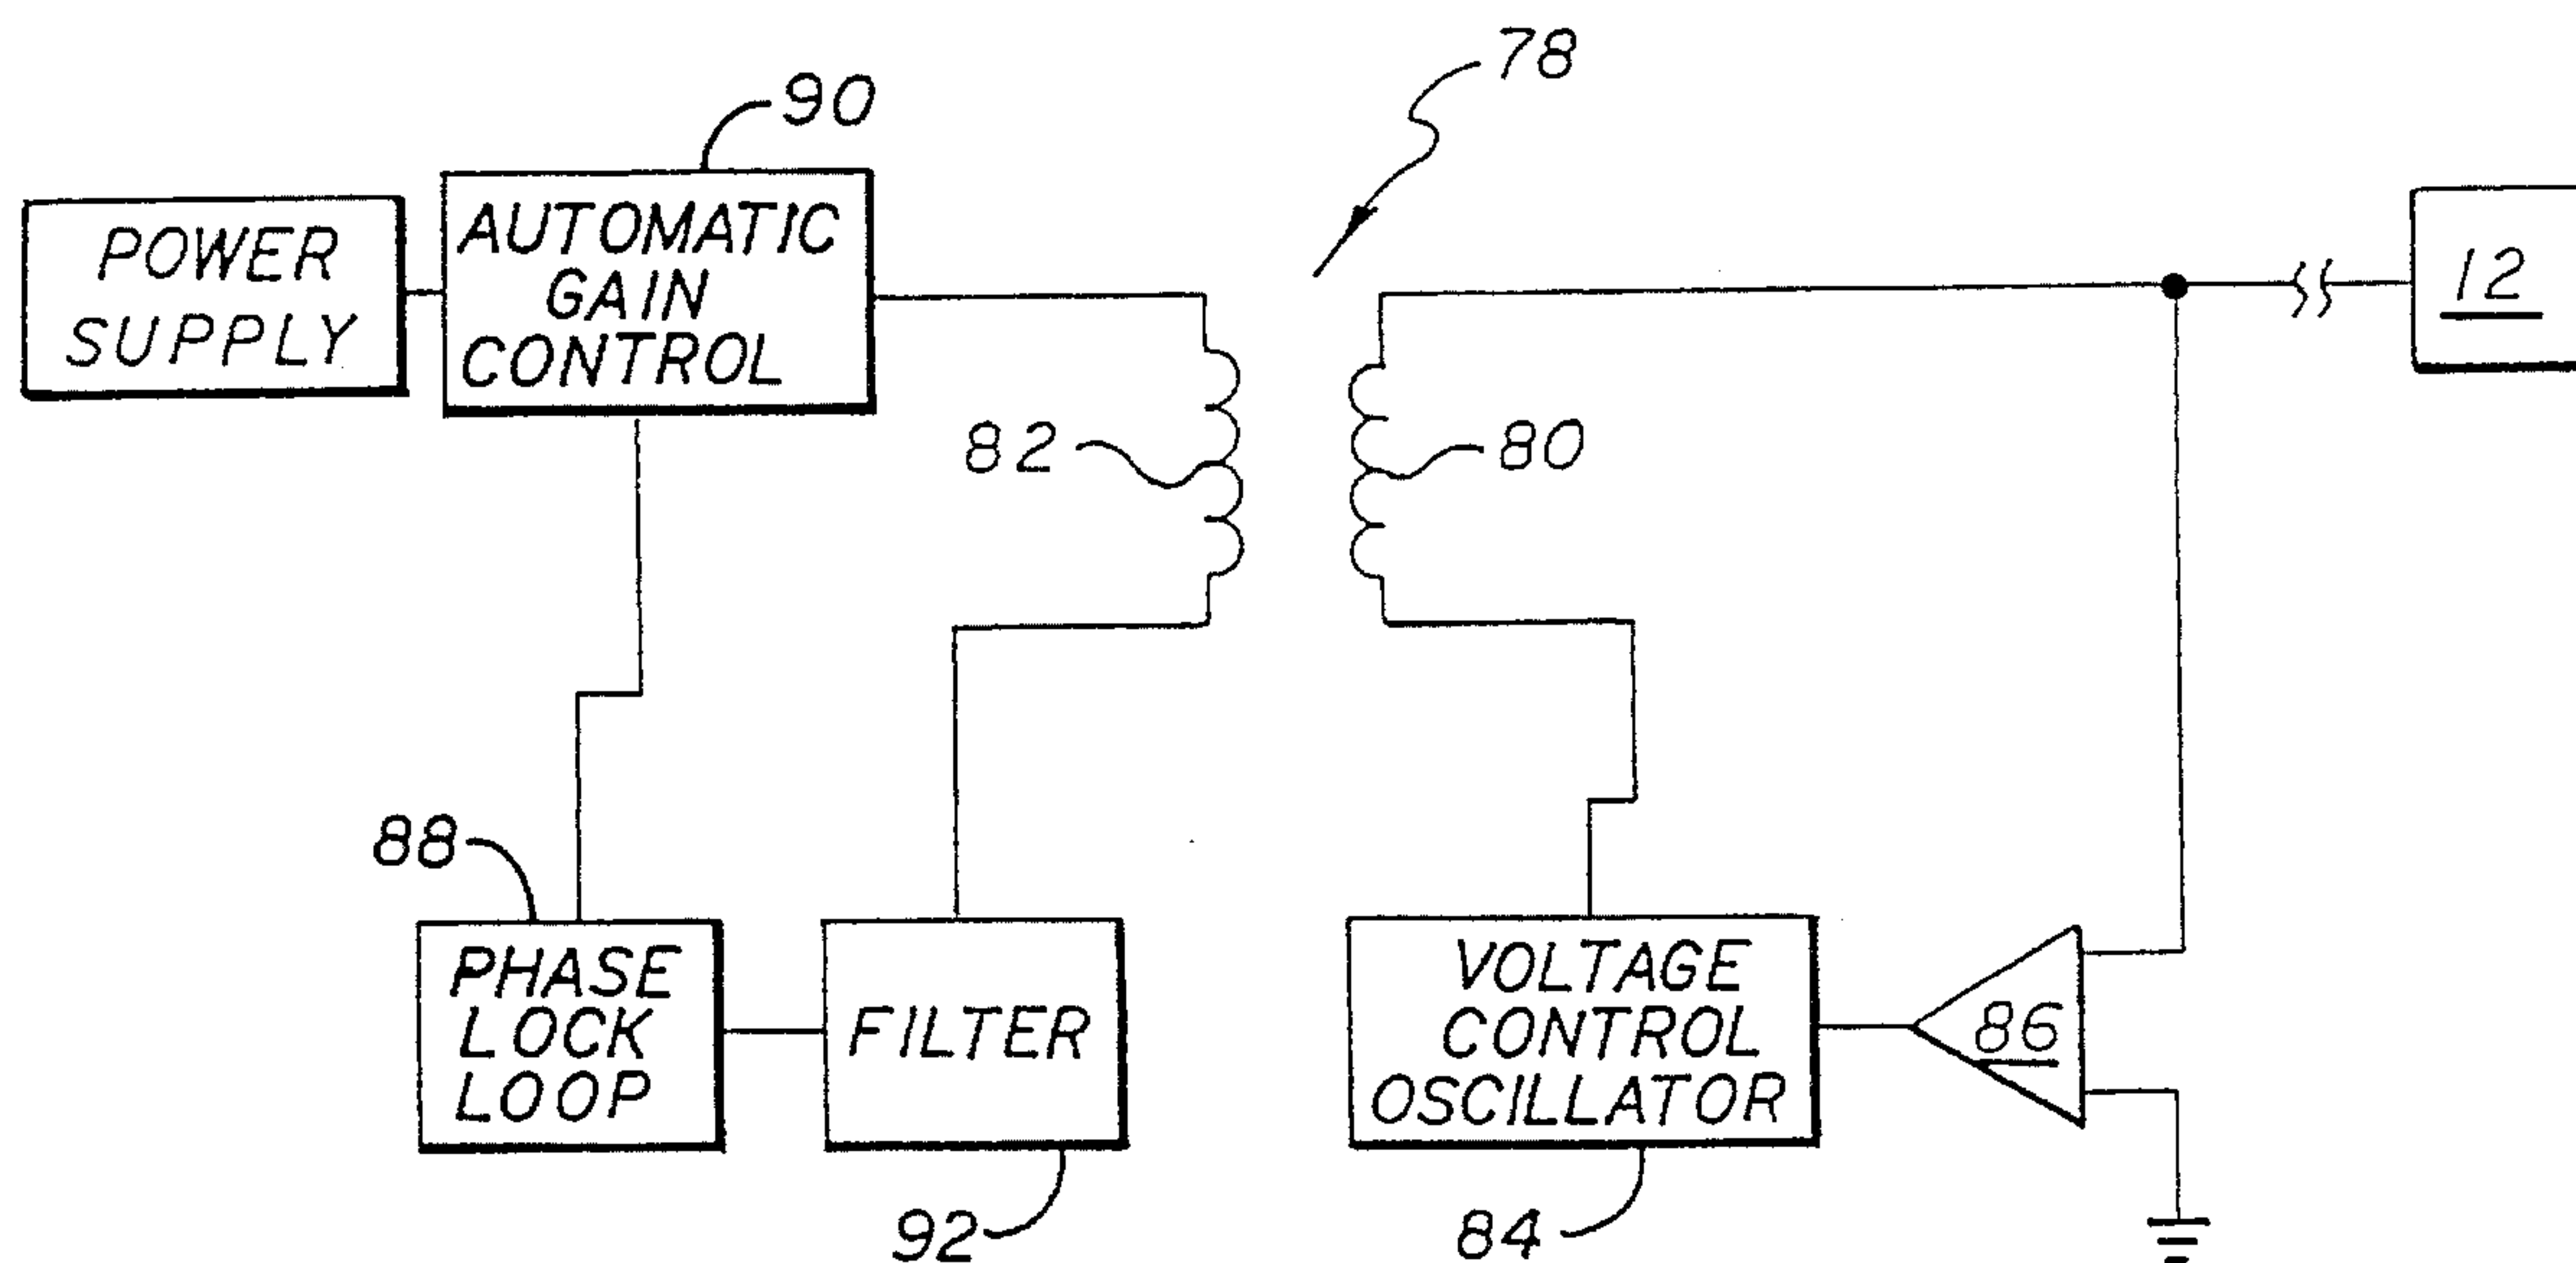 78
90
POWER
SUPPLY
AUTOMATIC
GAIN
CONTROL
12
82
80
88
PHASE
LOCK
LOOP
FILTER
VOLTAGE
CONTROL
OSCILLATOR
86
92
84